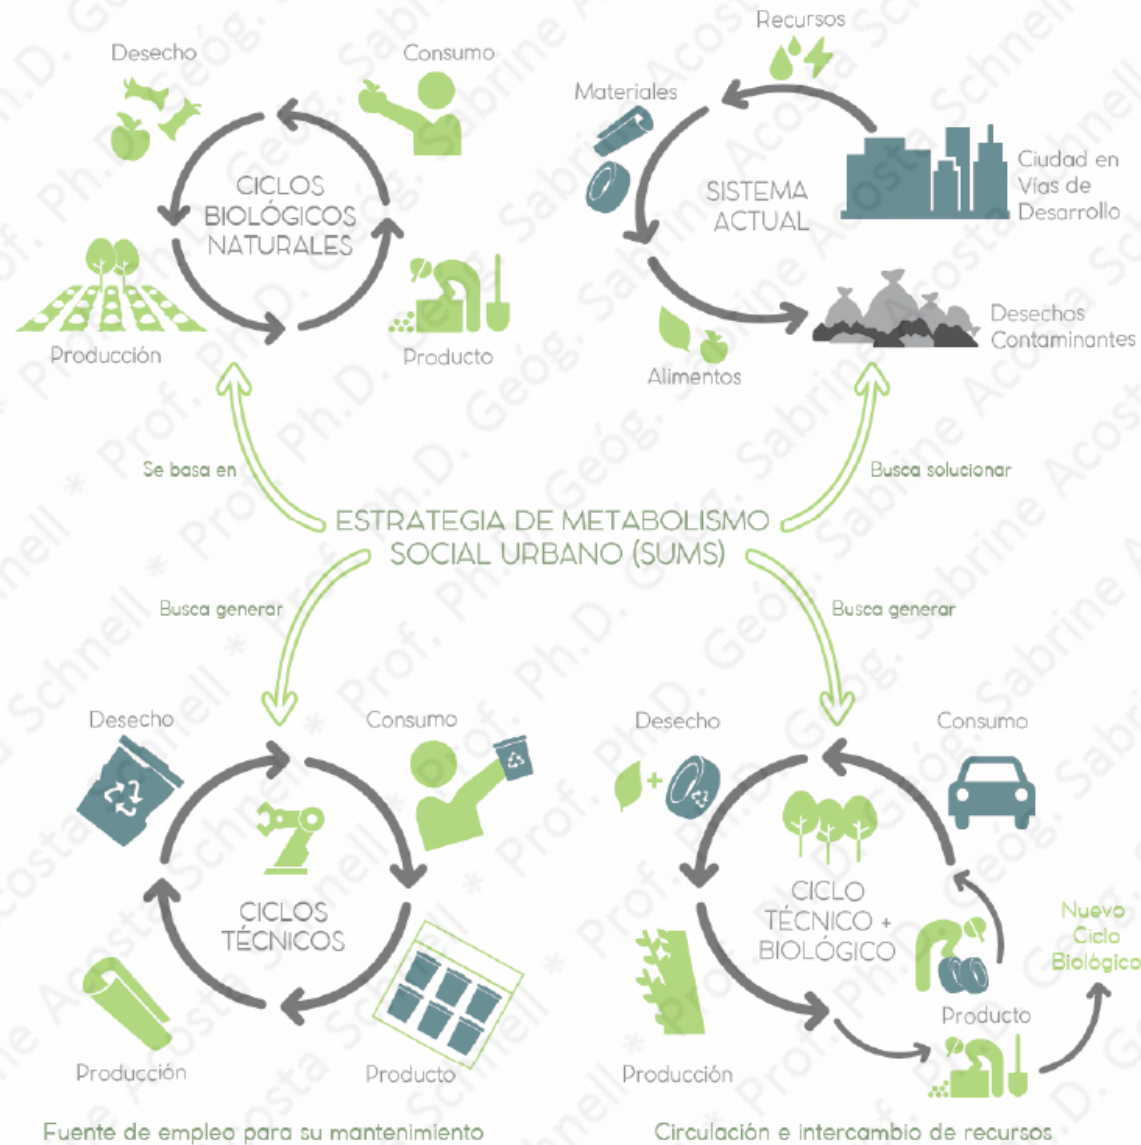 Desecho
Consumo
CICLOS
BIOLÓGICOS
NATURALES
Producción
Producto
Recursos
Materiales
SISTEMA
ACTUAL
Ciudad en
Vías de
Desarrollo
Desechos
Contaminantes
Alimentos
Se basa en
Busca solucionar
ESTRATEGIA DE METABOLISMO
SOCIAL URBANO (SUMS)
Busca generar
Busca generar
Desecho
Consumo
CICLOS
TÉCNICOS
Producción
Producto
Fuente de empleo para su mantenimiento
Desecho
+
Consumo
CICLO
TÉCNICO +
BIOLÓGICO
Nuevo
Ciclo
Biológico
Producto
Producción
Circulación e intercambio de recursos
* Prof. Ph.D. Geóg. Sabrine Acosta Schnell *